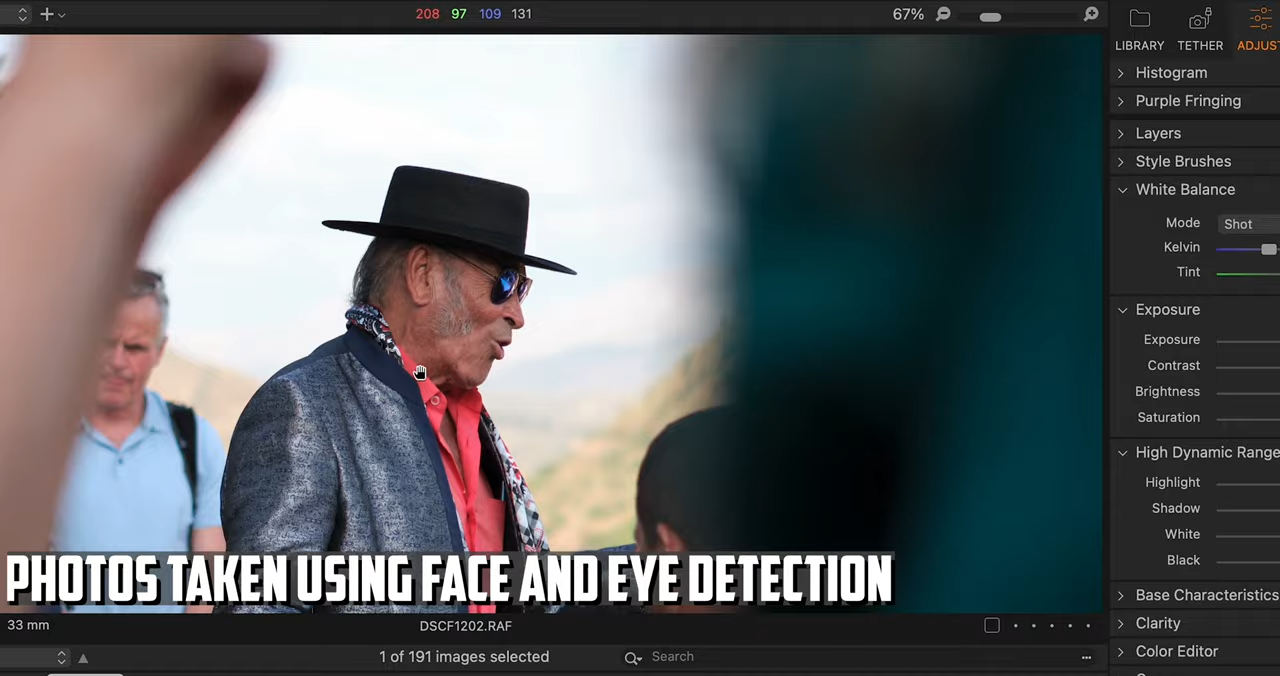 208 97 109 131
67%
LIBRARY TETHER ADJUS
Histogram
Purple Fringing
Layers
Style Brushes
White Balance
Mode Shot
Kelvin
Tint
Exposure
Exposure
Contrast
Brightness
Saturation
High Dynamic Range
Highlight
Shadow
White
Black
Base Characteristics
Clarity
Color Editor
PHOTOS TAKEN USING FACE AND EYE DETECTION
33 mm DSCF1202.RAF
1 of 191 images selected Search